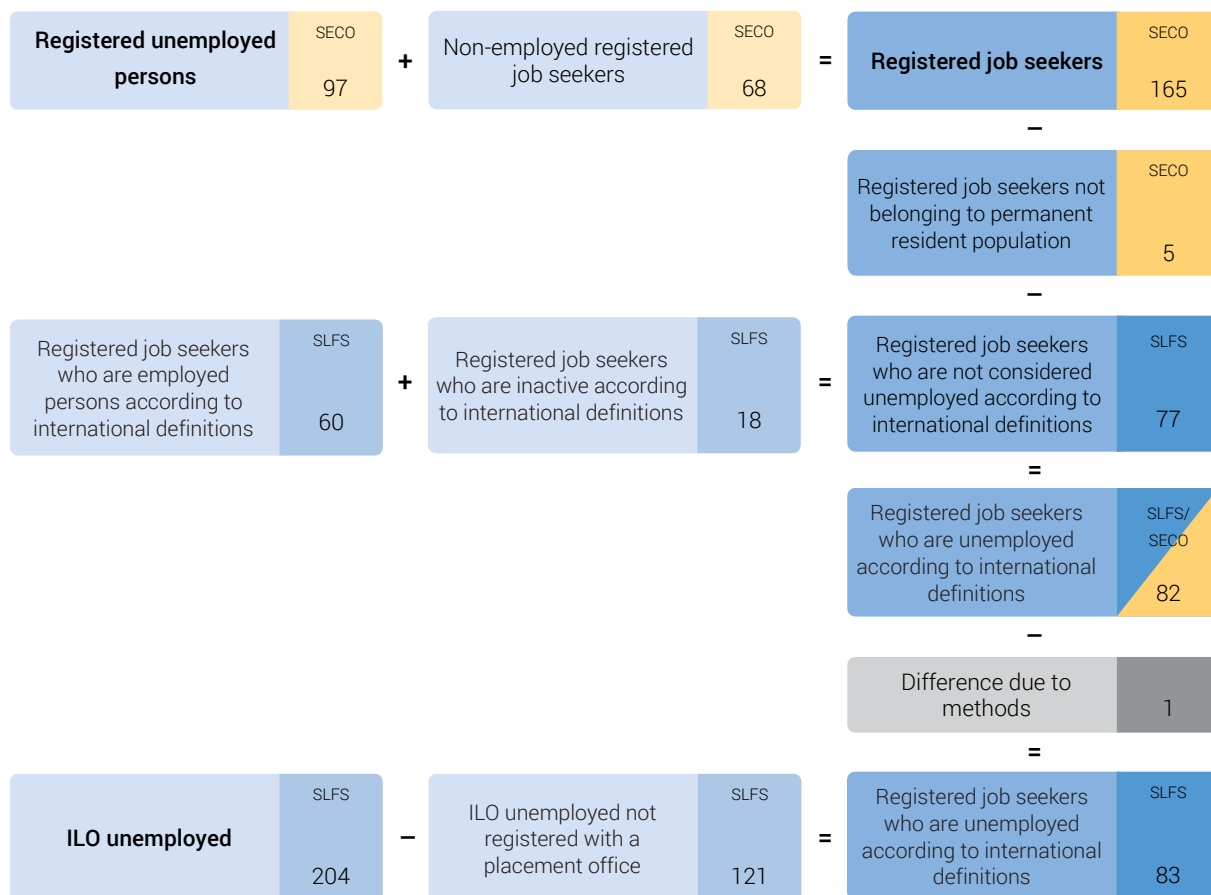 Registered unemployed
persons
SECO
97
+
Non-employed registered
job seekers
SECO
68
=
Registered job seekers
SECO
165
–
Registered job seekers not
belonging to permanent
resident population
SECO
5
–
Registered job seekers
who are employed
persons according to
international definitions
SLFS
60
+
Registered job seekers
who are inactive according
to international definitions
SLFS
18
=
Registered job seekers
who are not considered
unemployed according to
international definitions
SLFS
77
=
Registered job seekers
who are unemployed
according to international
definitions
SLFS/
SECO
82
–
Difference due to
methods
1
=
ILO unemployed
SLFS
204
–
ILO unemployed not
registered with a
placement office
SLFS
121
=
Registered job seekers
who are unemployed
according to international
definitions
SLFS
83